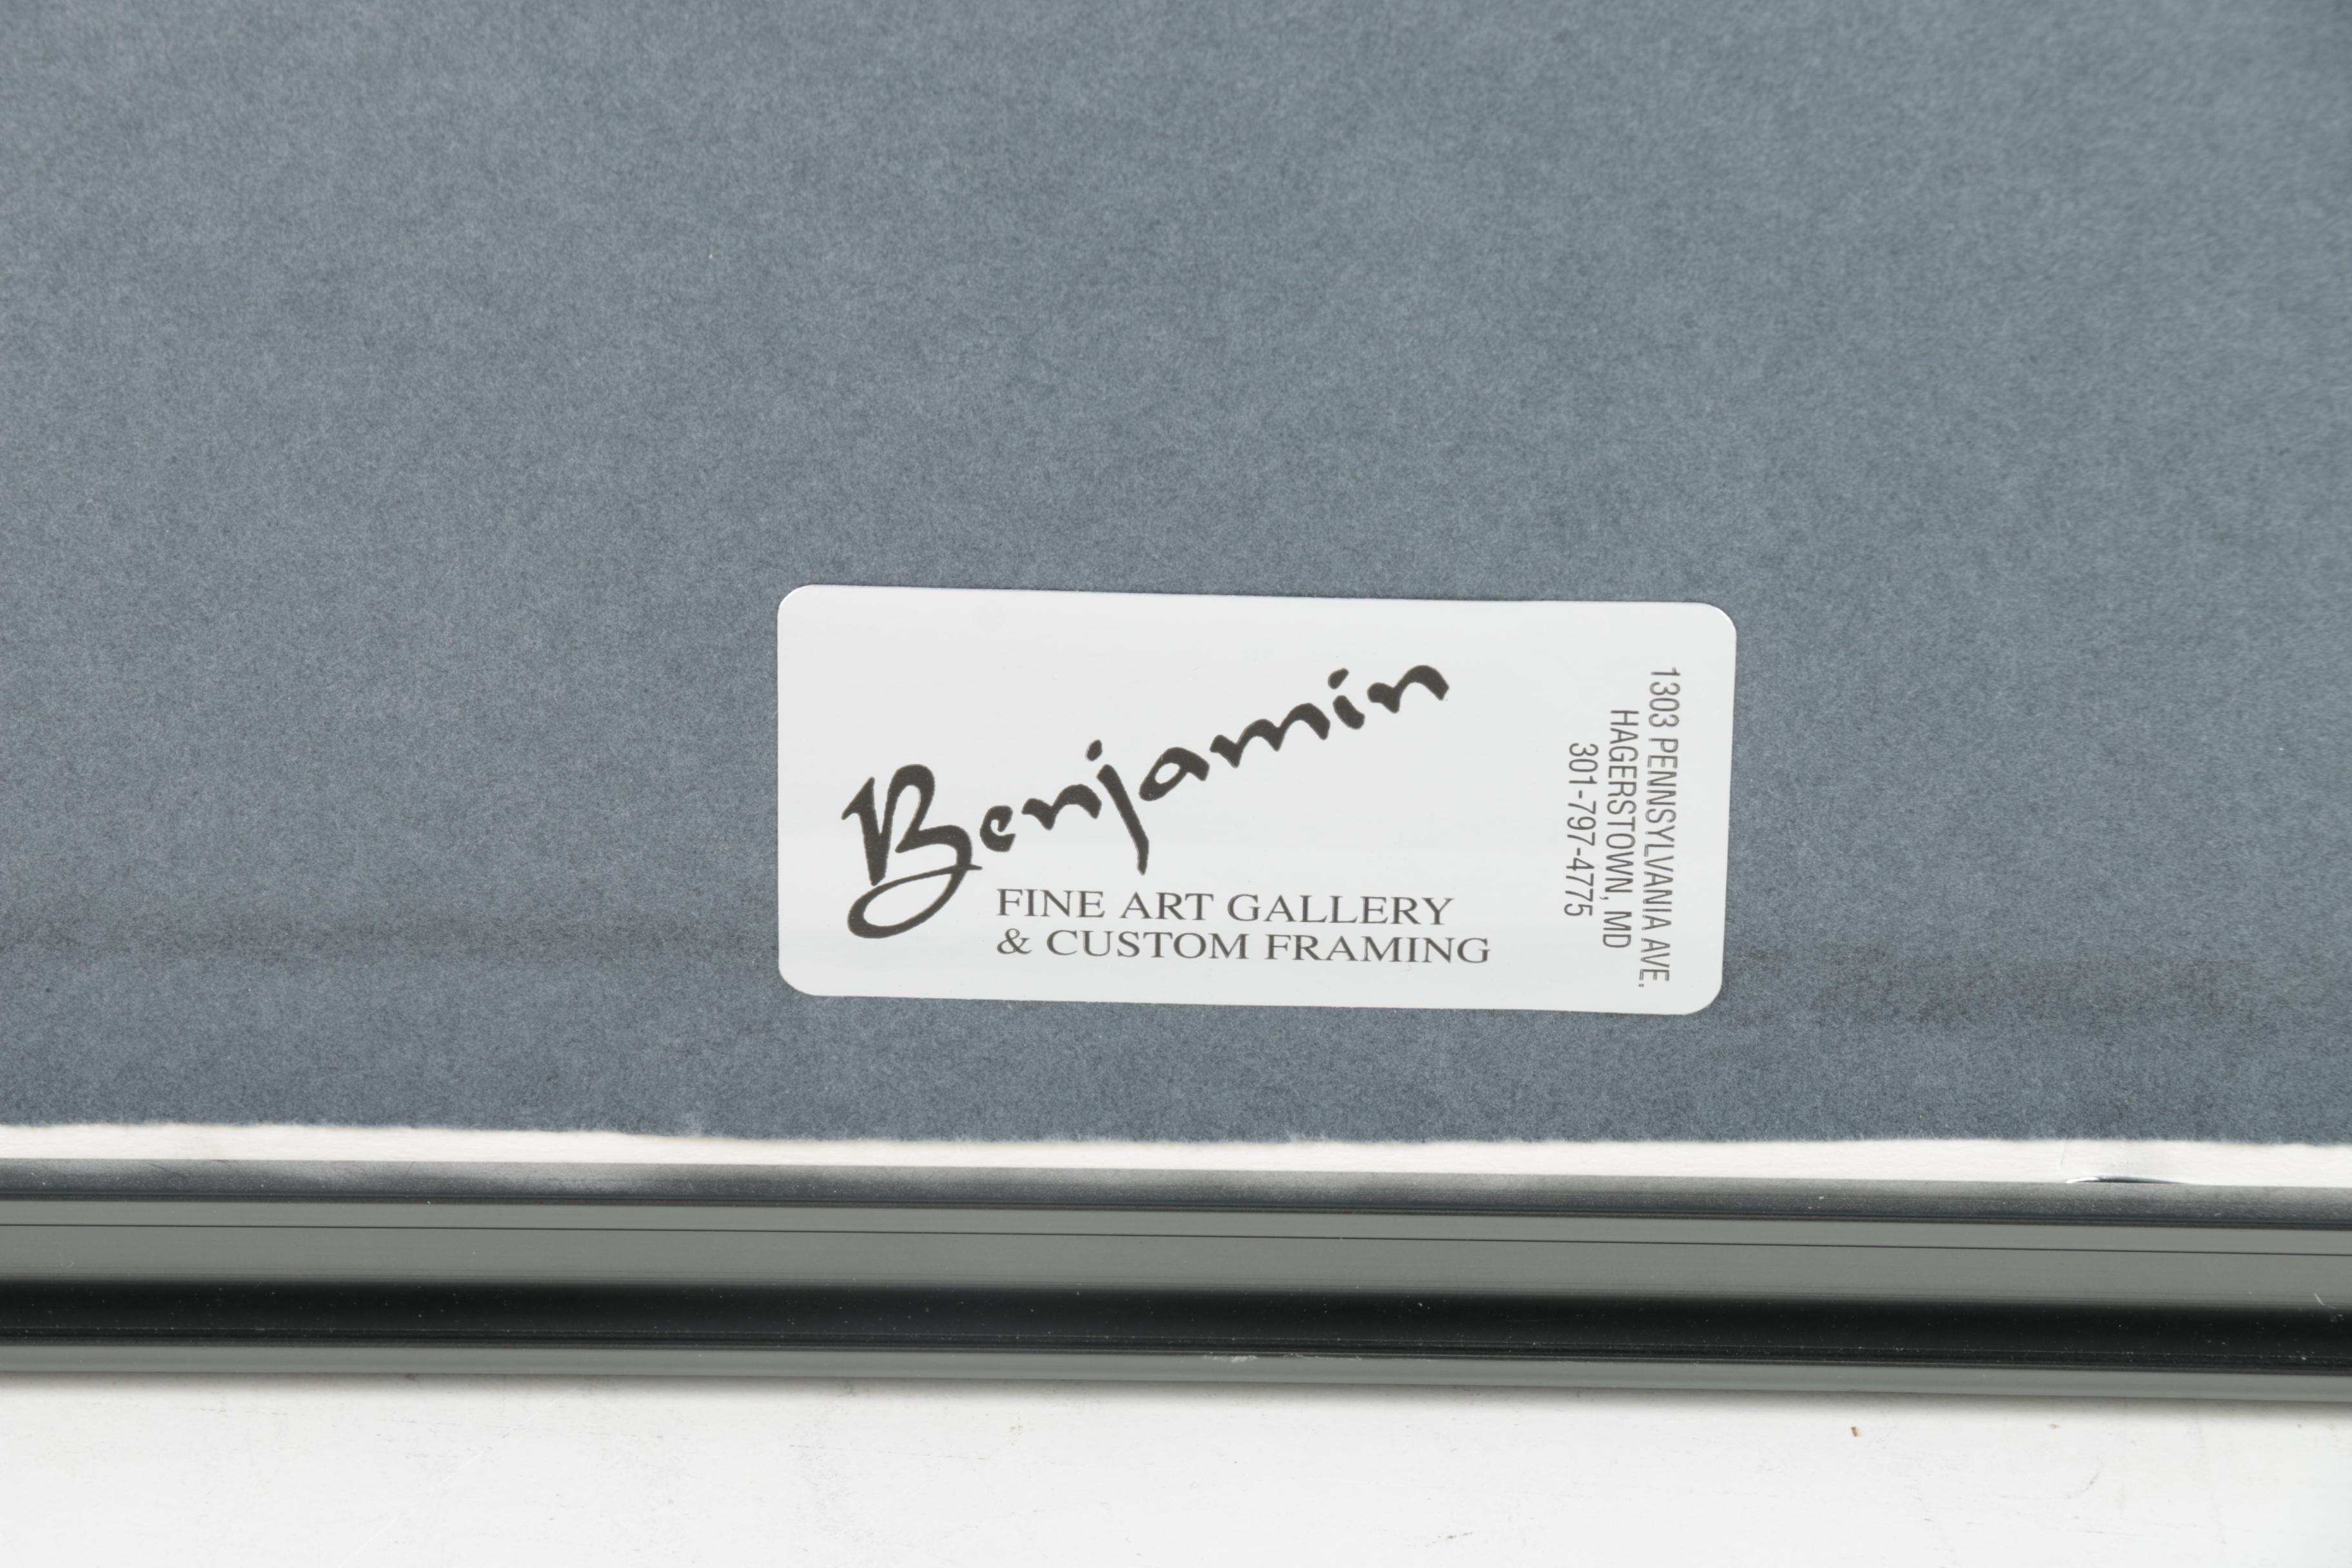 Benjamin
FINE ART GALLERY
& CUSTOM FRAMING
1303 PENNSYLVANIA AVE.
HAGERSTOWN, MD
301-797-4775